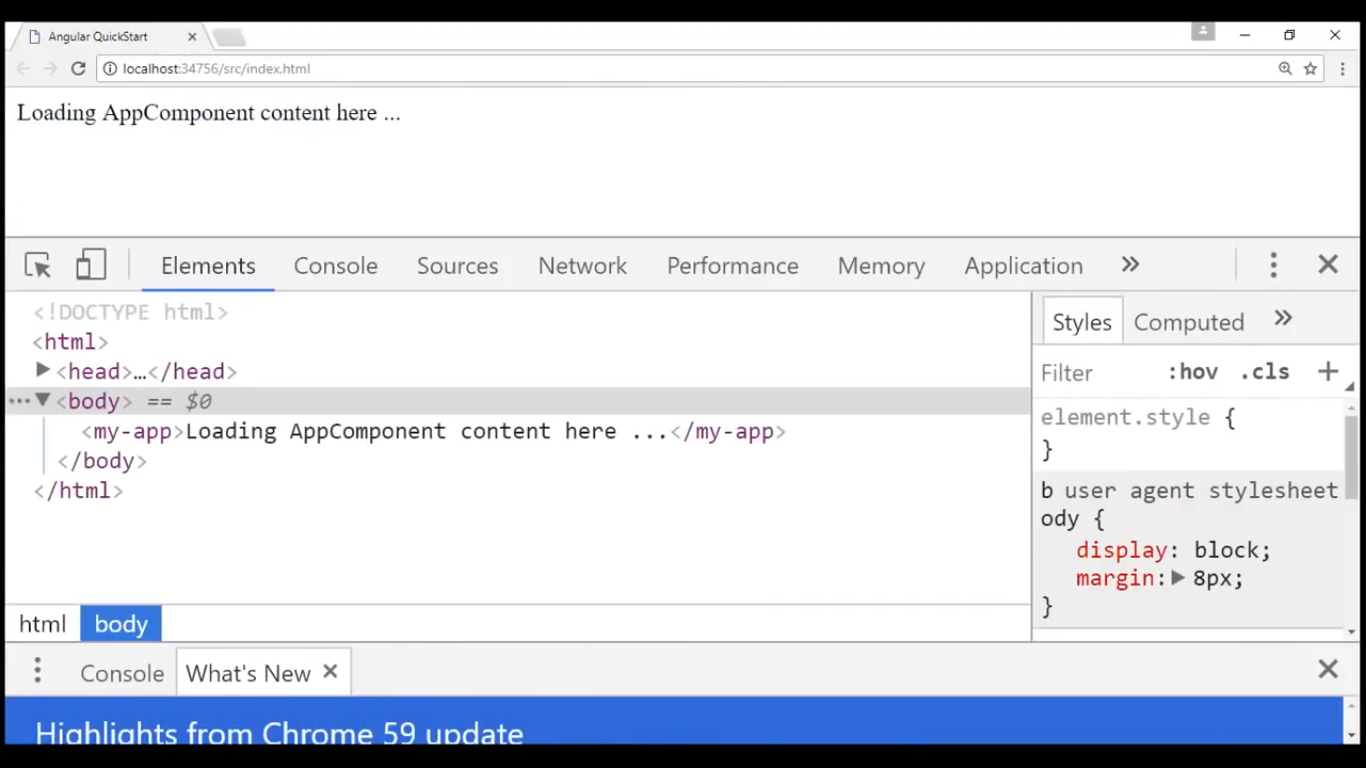 Angular QuickStart
localhost:34756/src/index.html
Loading AppComponent content here ...
Elements Console Sources Network Performance Memory Application »
<!DOCTYPE html>
<html>
<head>…</head>
<body> == $0
<my-app>Loading AppComponent content here ...</my-app>
</body>
</html>
Styles Computed »
Filter :hov .cls +
element.style {
}
b user agent stylesheet
ody {
display: block;
margin: 8px;
}
html body
Console What's New
Highlights from Chrome 59 update